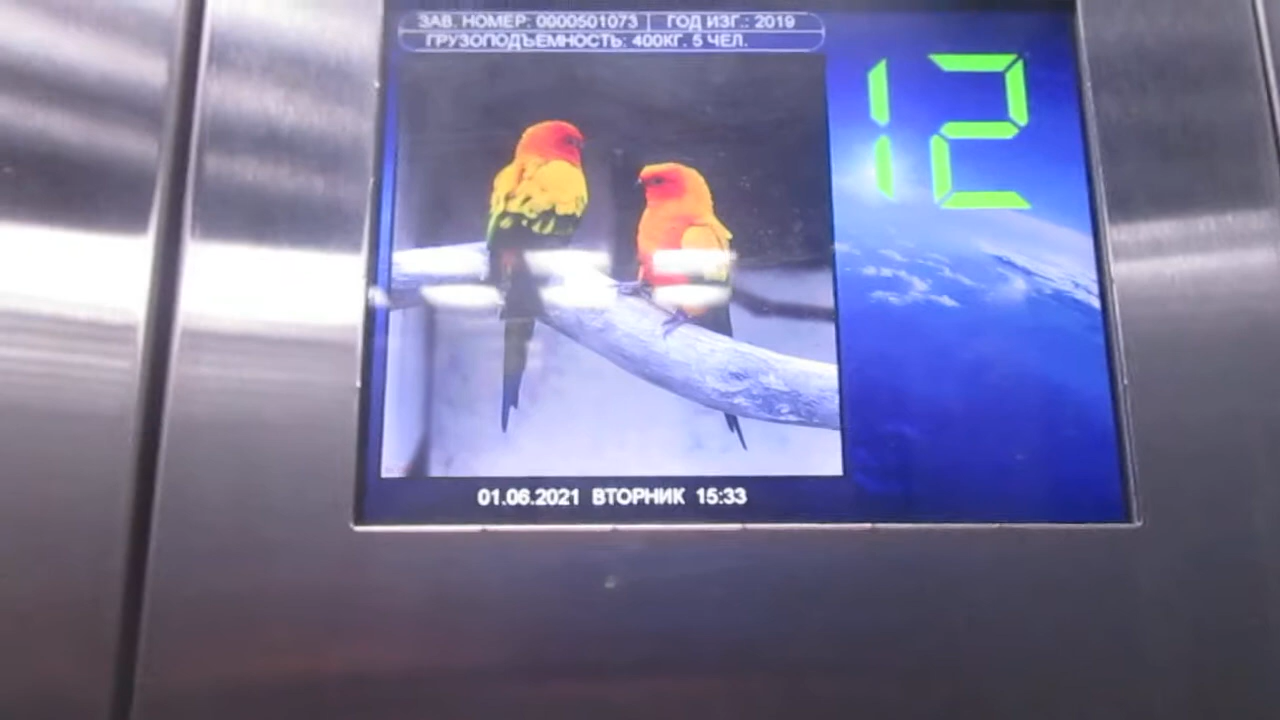 ЗАВ. НОМЕР: 0000501073 | ГОД ИЗГ.: 2019
ГРУЗОПОДЪЕМНОСТЬ: 400КГ. 5 ЧЕЛ.
12
01.06.2021 ВТОРНИК 15:33